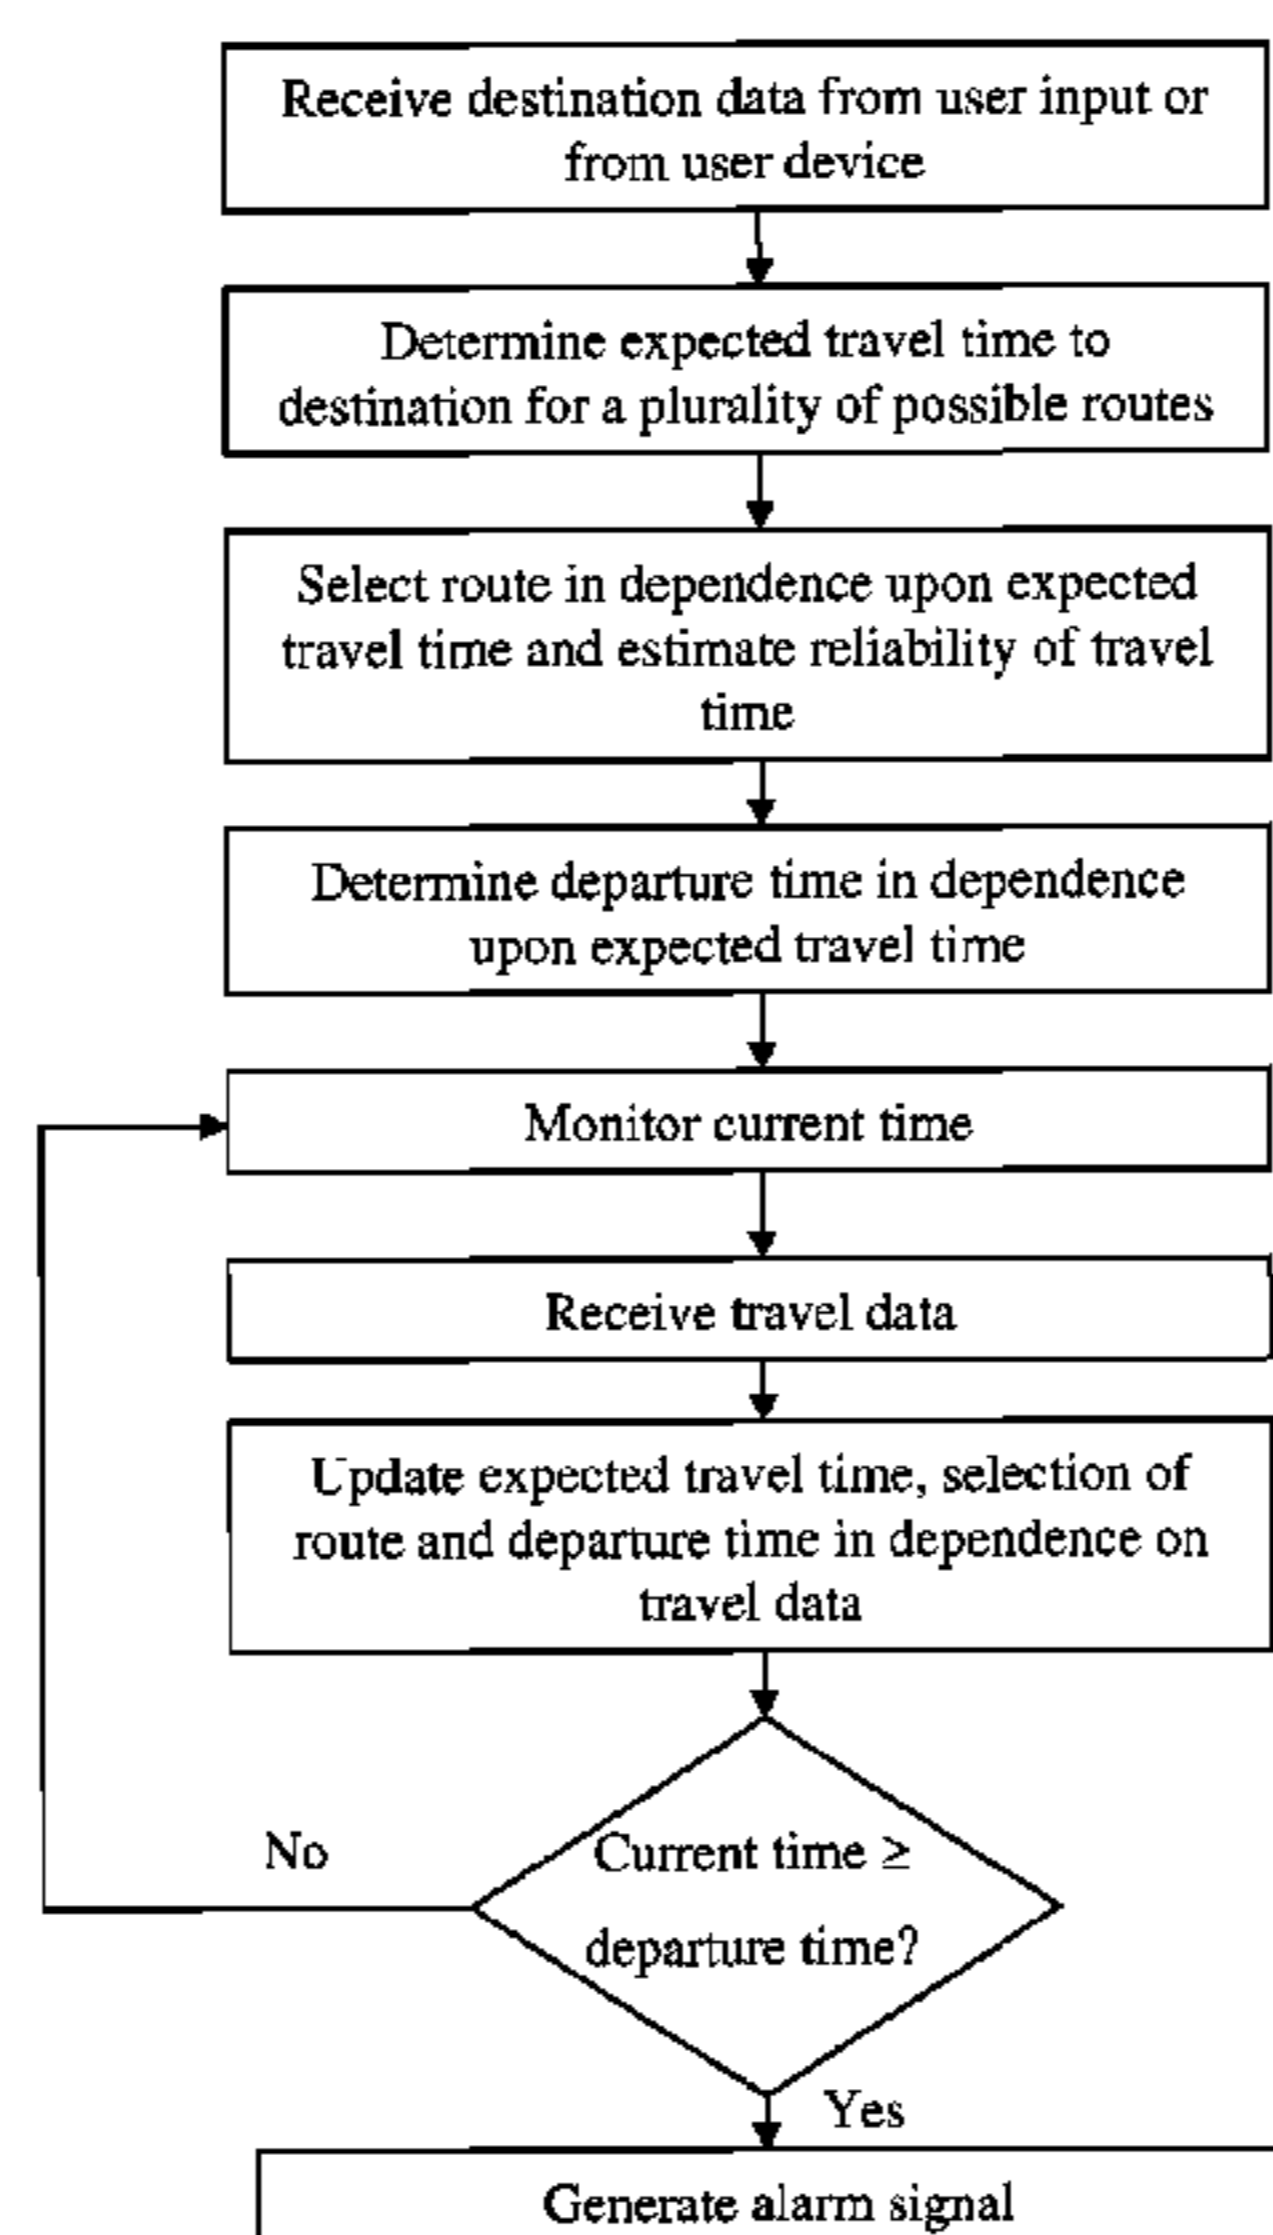 Receive destination data from user input or
from user device
Determine expected travel time to
destination for a plurality of possible routes
Select route in dependence upon expected
travel time and estimate reliability of travel
time
Determine departure time in dependence
upon expected travel time
Monitor current time
Receive travel data
Update expected travel time, selection of
route and departure time in dependence on
travel data
No
Current time ≥
departure time?
Yes
Generate alarm signal